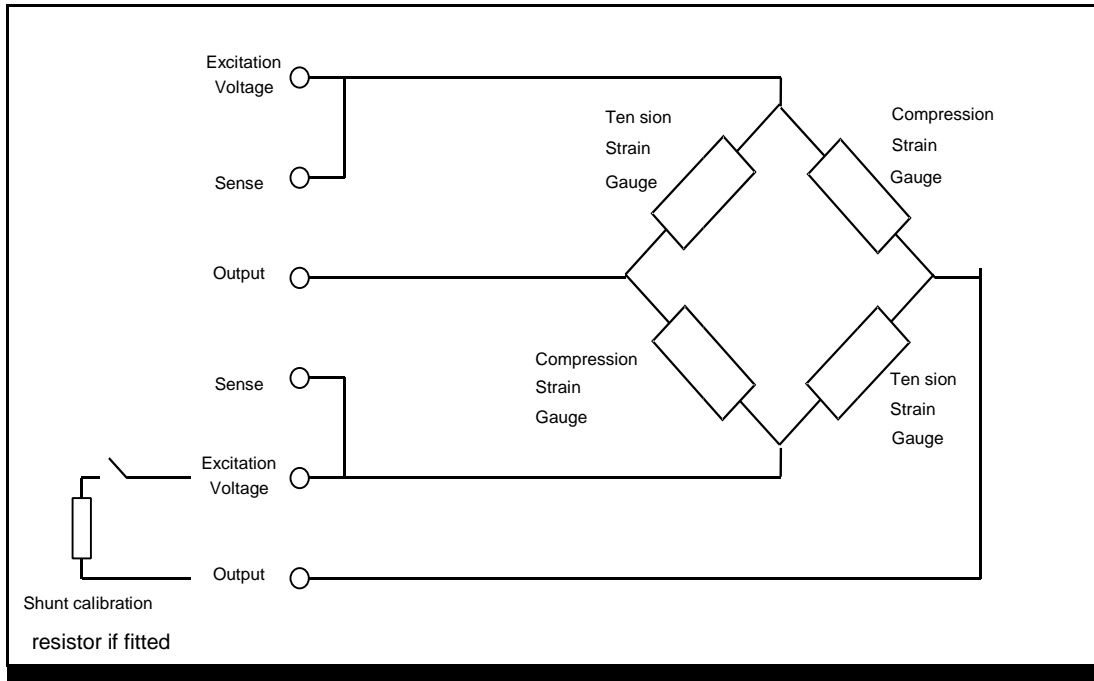 Excitation
Voltage
Ten sion
Strain
Gauge
Compression
Strain
Gauge
Sense
Output
Compression
Strain
Gauge
Sense
Ten sion
Strain
Gauge
Excitation
Voltage
Output
Shunt calibration
resistor if fitted